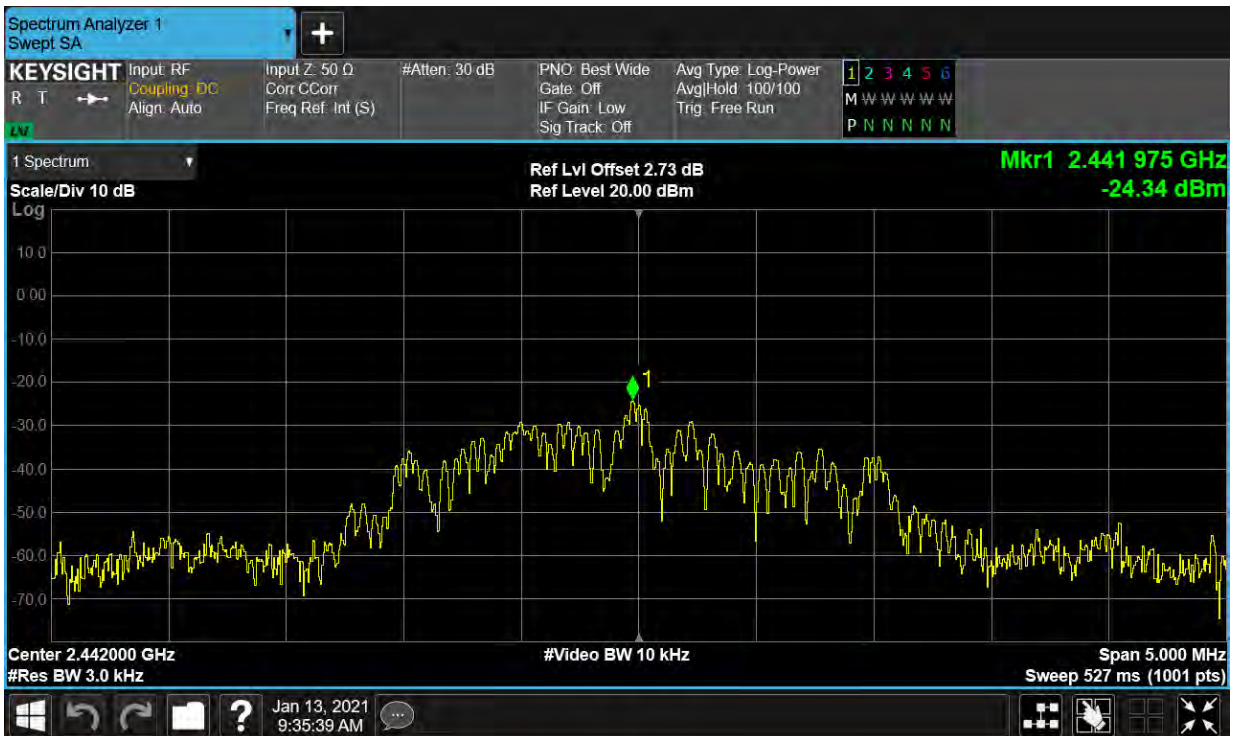 Spectrum Analyzer 1
Swept SA
KEYSIGHT
R T
LXI
Input: RF
Coupling: DC
Align: Auto
Input Z: 50 Ω
Corr CCorr
Freq Ref: Int (S)
#Atten: 30 dB
PNO: Best Wide
Gate: Off
IF Gain: Low
Sig Track: Off
Avg Type: Log-Power
Avg|Hold: 100/100
Trig: Free Run
1 2 3 4 5 6
M W W W W W
P N N N N N
1 Spectrum
Scale/Div 10 dB
Log
Ref Lvl Offset 2.73 dB
Ref Level 20.00 dBm
Mkr1 2.441 975 GHz
-24.34 dBm
10.0
0.00
-10.0
-20.0
-30.0
-40.0
-50.0
-60.0
-70.0
1
Center 2.442000 GHz
#Res BW 3.0 kHz
#Video BW 10 kHz
Span 5.000 MHz
Sweep 527 ms (1001 pts)
?
Jan 13, 2021
9:35:39 AM